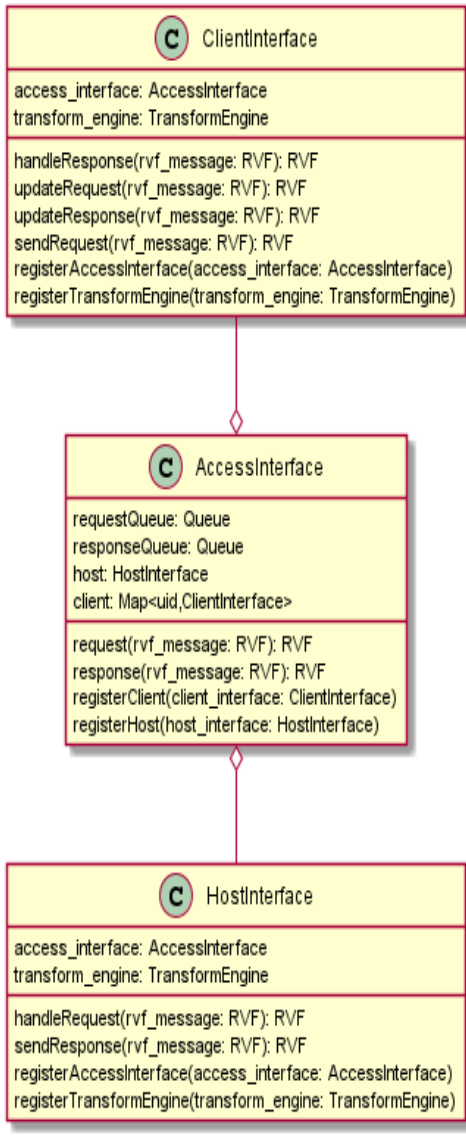 C ClientInterface
access_interface: AccessInterface
transform_engine: TransformEngine
handleResponse(rvf_message: RVF): RVF
updateRequest(rvf_message: RVF): RVF
updateResponse(rvf_message: RVF): RVF
sendRequest(rvf_message: RVF): RVF
registerAccessInterface(access_interface: AccessInterface)
registerTransformEngine(transform_engine: TransformEngine)
C AccessInterface
requestQueue: Queue
responseQueue: Queue
host: HostInterface
client: Map<uid,ClientInterface>
request(rvf_message: RVF): RVF
response(rvf_message: RVF): RVF
registerClient(client_interface: ClientInterface)
registerHost(host_interface: HostInterface)
C HostInterface
access_interface: AccessInterface
transform_engine: TransformEngine
handleRequest(rvf_message: RVF): RVF
sendResponse(rvf_message: RVF): RVF
registerAccessInterface(access_interface: AccessInterface)
registerTransformEngine(transform_engine: TransformEngine)